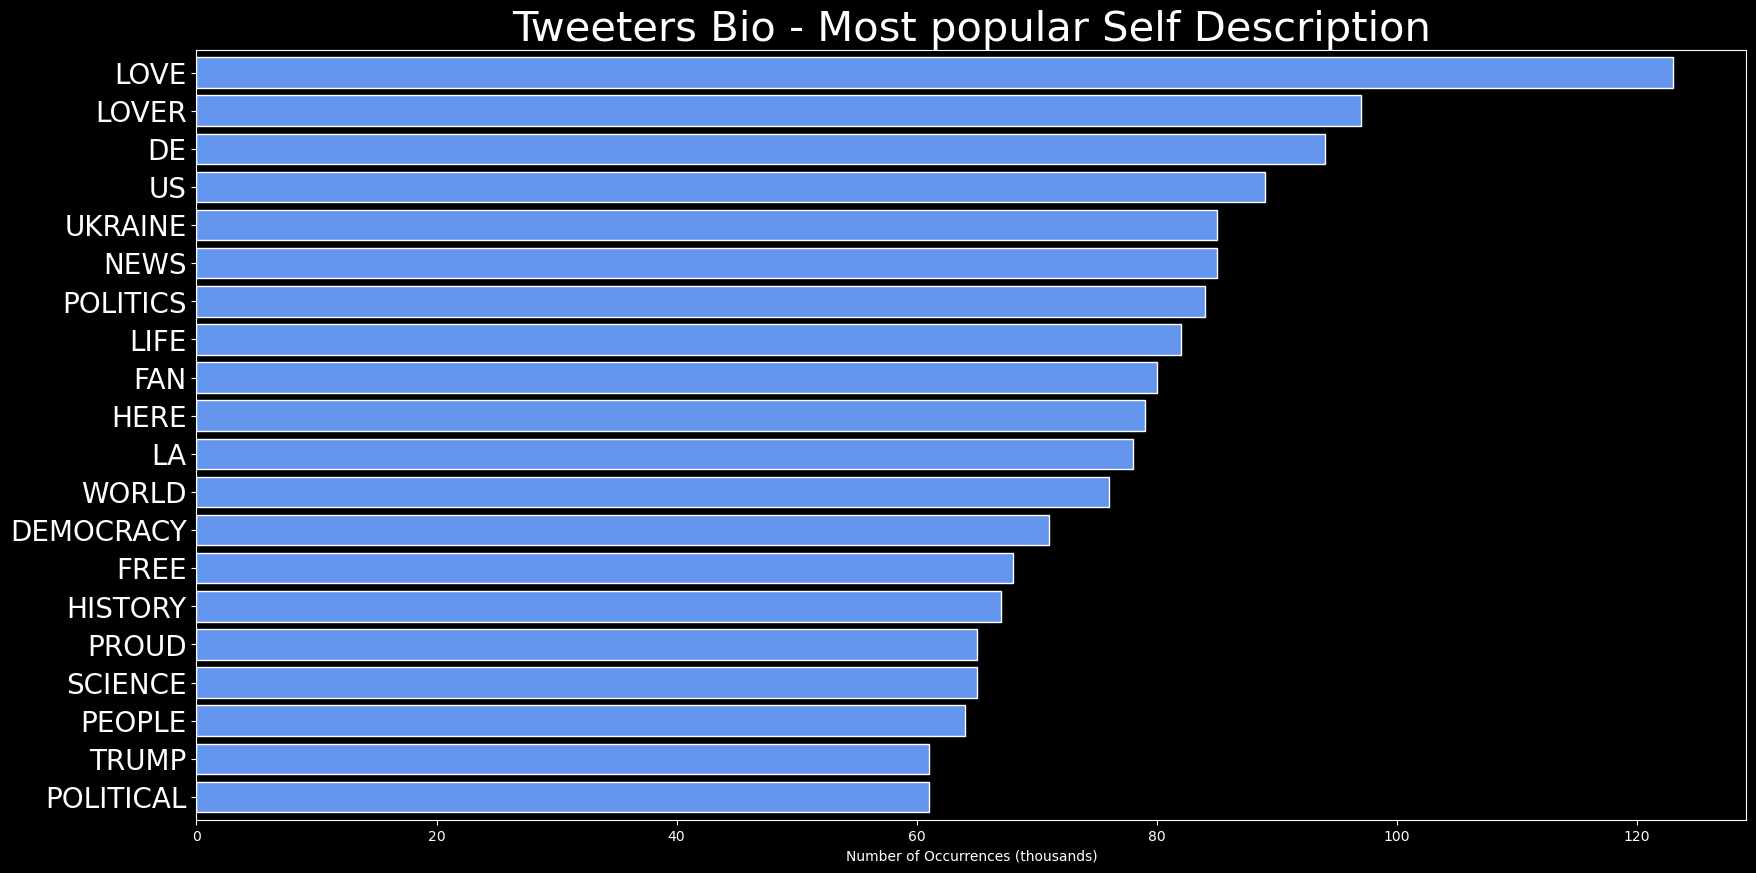 Tweeters Bio - Most popular Self Description
LOVE
LOVER
DE
US
UKRAINE
NEWS
POLITICS
LIFE
FAN
HERE
LA
WORLD
DEMOCRACY
FREE
HISTORY
PROUD
SCIENCE
PEOPLE
TRUMP
POLITICAL
0 20 40 60 80 100 120
Number of Occurrences (thousands)